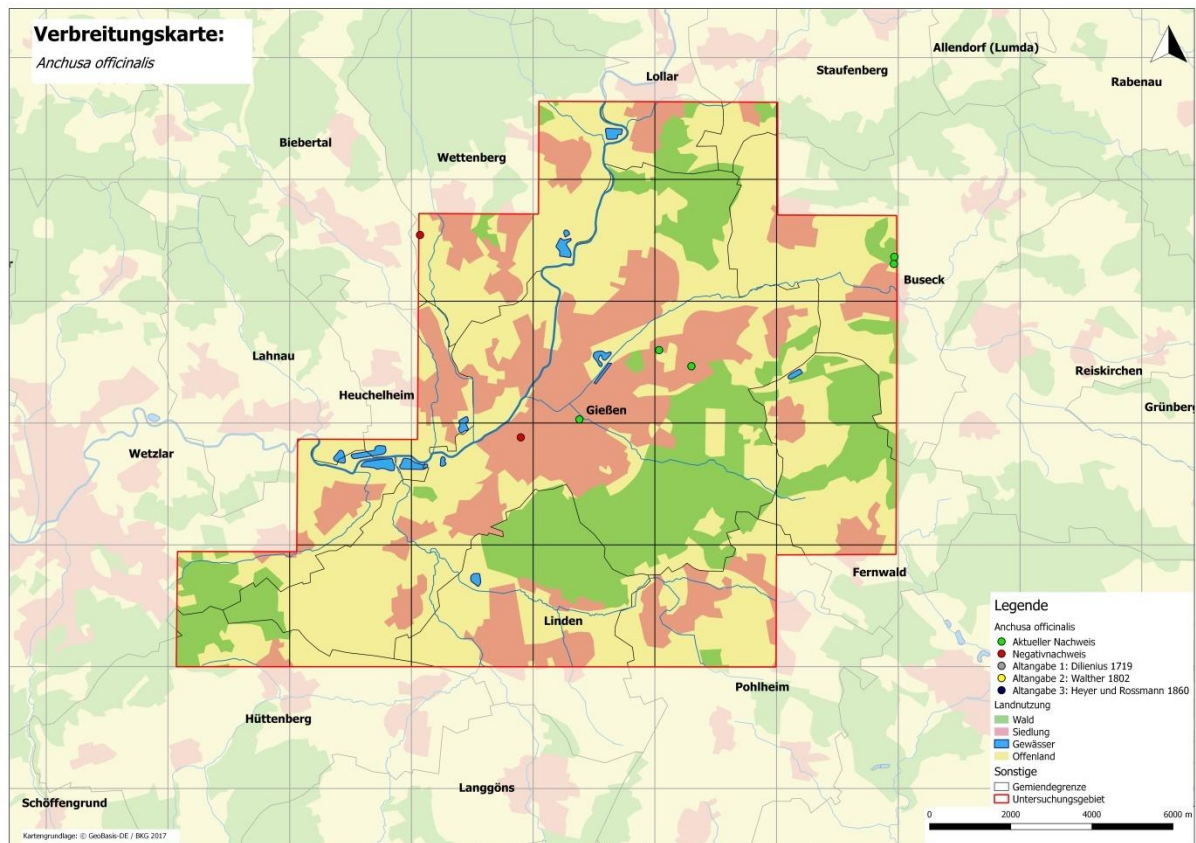 Verbreitungskarte:
Anchusa officinalis
Allendorf (Lumda)
Lollar
Staufenberg
Rabenau
Biebertal
Wettenberg
r
Buseck
Lahnau
Reiskirchen
Heuchelheim
Grünberg
Gießen
Wetzlar
Fernwald
Linden
Pohlheim
Hüttenberg
Langgöns
Schöffengrund
Legende
Anchusa officinalis
Aktueller Nachweis
Negativnachweis
Altangabe 1: Dilienius 1719
Altangabe 2: Walther 1802
Altangabe 3: Heyer und Rossmann 1860
Landnutzung
Wald
Siedlung
Gewässer
Offenland
Sonstige
Gemiendegrenze
Untersuchungsgebiet
0 2000 4000 6000 m
Kartengrundlage: © GeoBasis-DE / BKG 2017